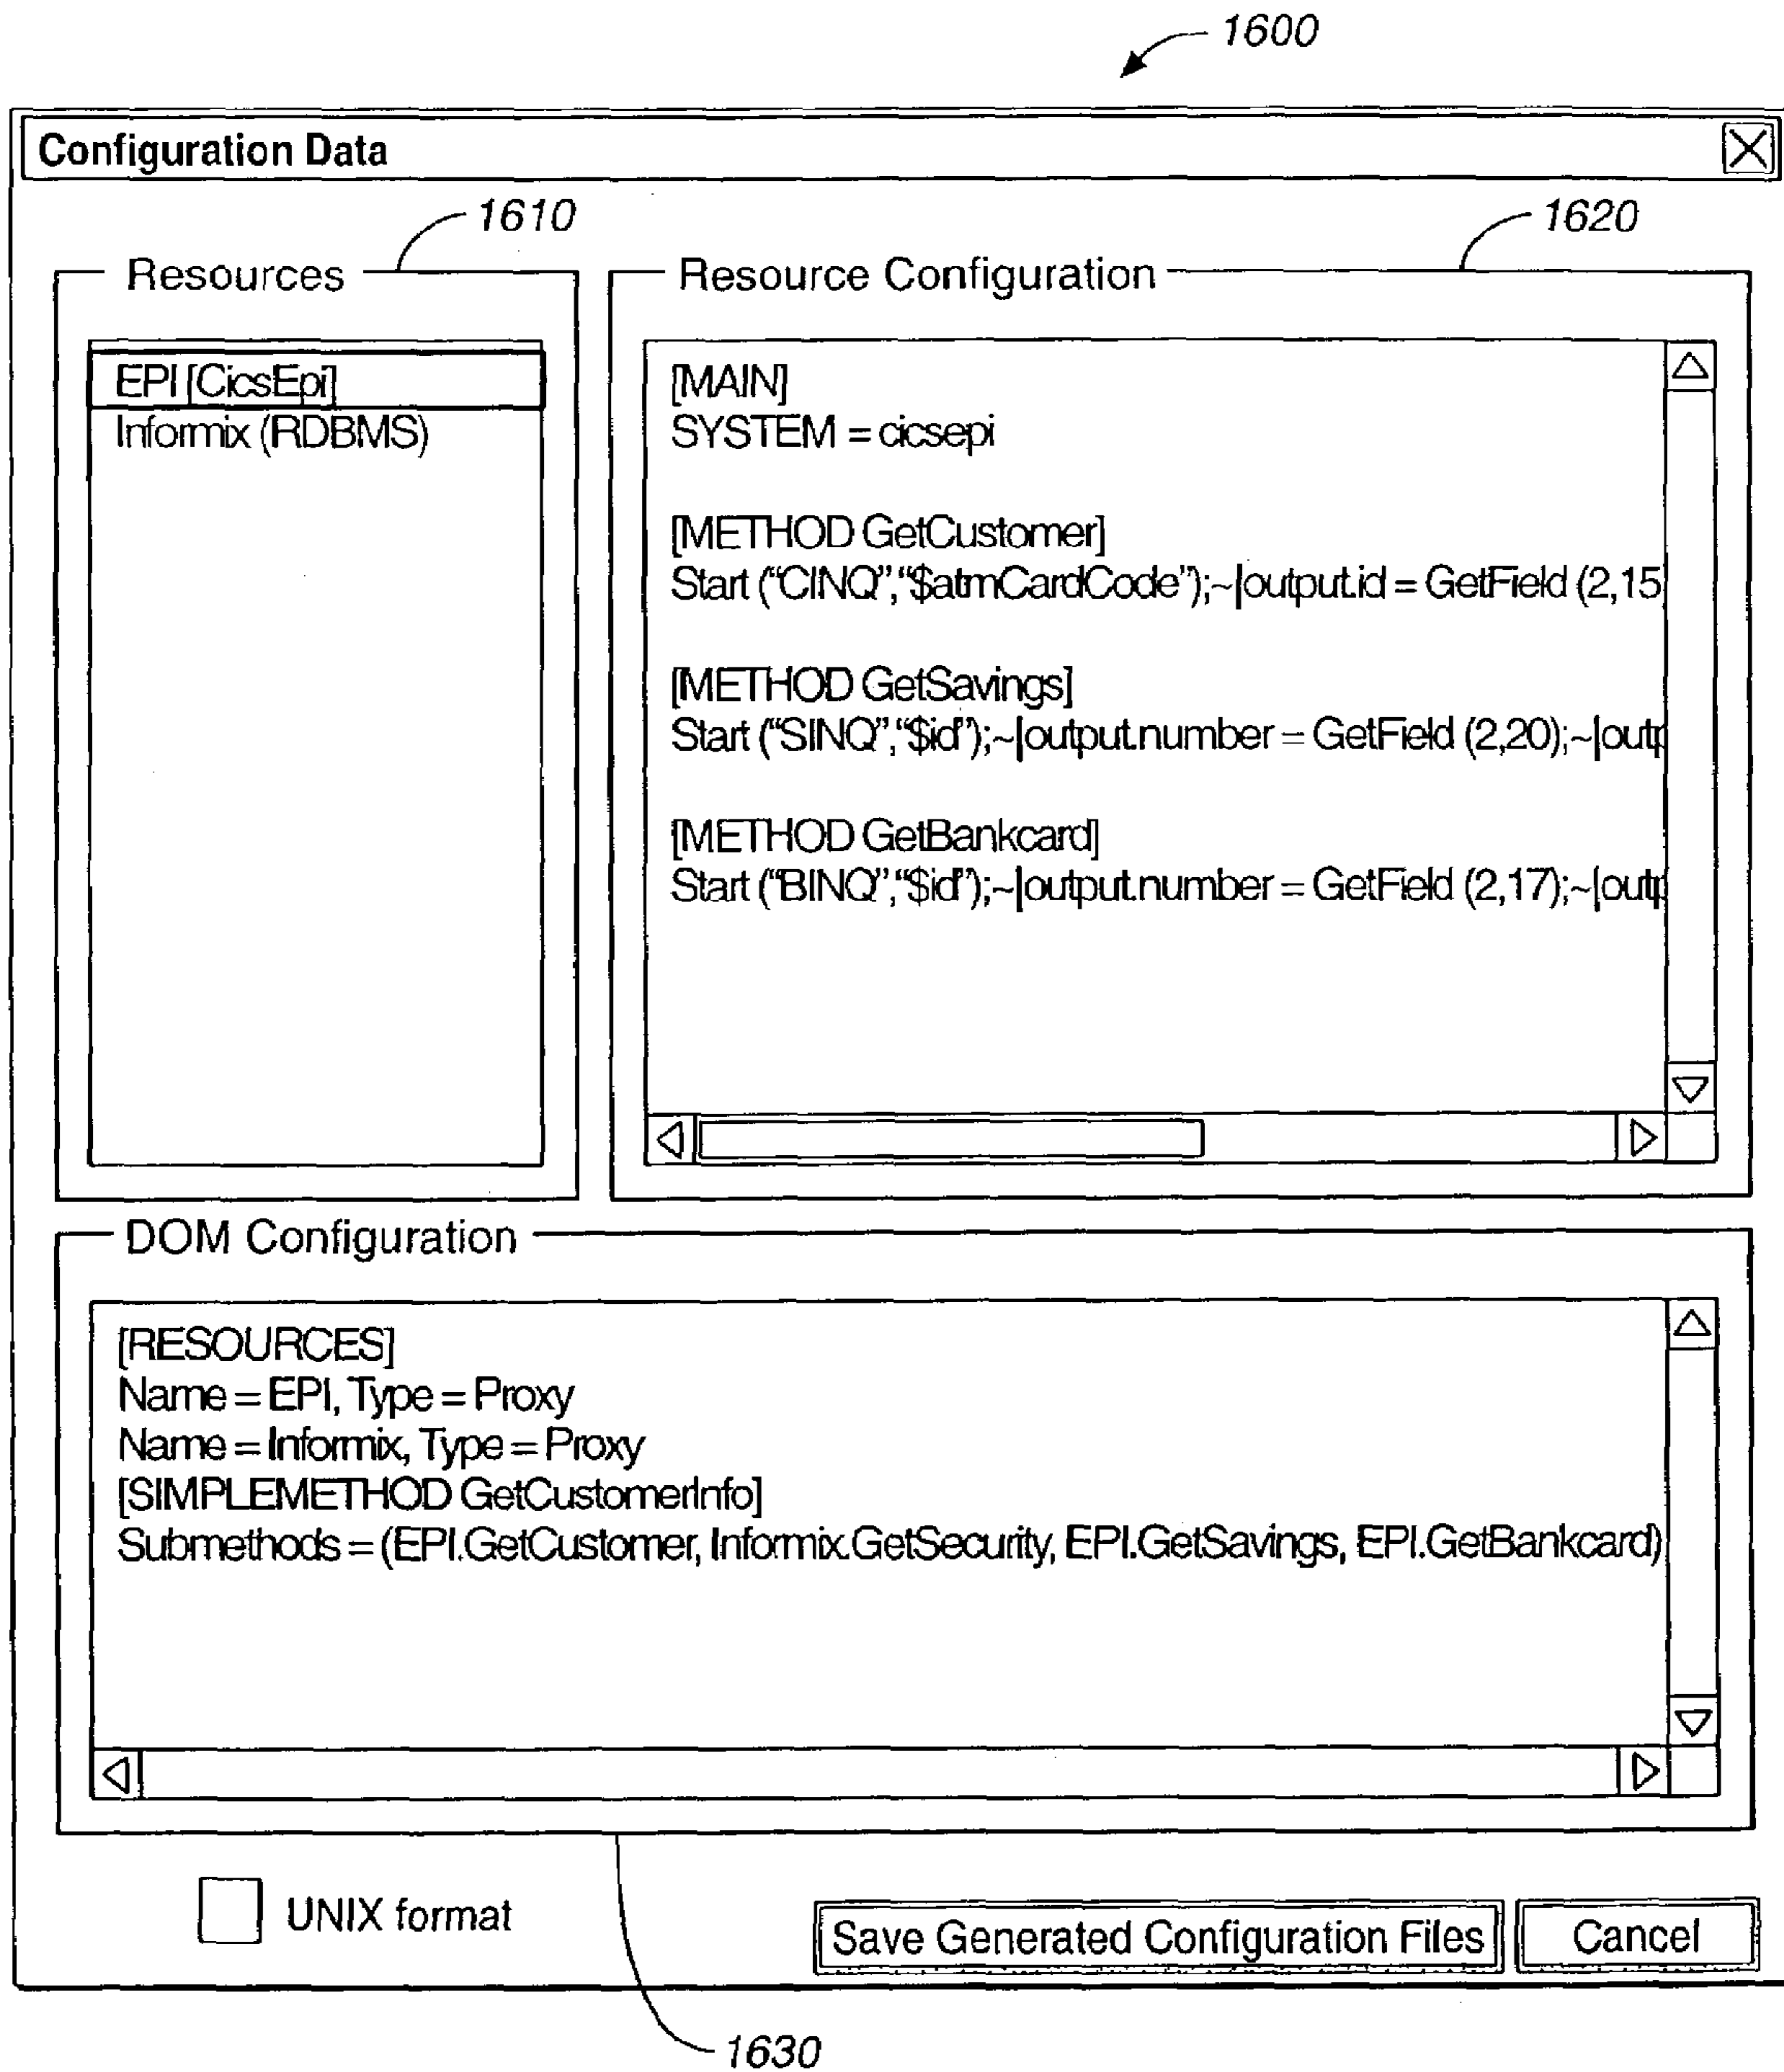 1600
Configuration Data
1610
1620
Resources
Resource Configuration
EPI [CicsEpi]
Informix (RDBMS)
[MAIN]
SYSTEM = cicsepi
[METHOD GetCustomer]
Start ("CINQ","$atmCardCode");~|output.id = GetField (2,15
[METHOD GetSavings]
Start ("SINQ","$id");~|output.number = GetField (2,20);~|outp
[METHOD GetBankcard]
Start ("BINQ","$id");~|output.number = GetField (2,17);~|outp
DOM Configuration
[RESOURCES]
Name = EPI, Type = Proxy
Name = Informix, Type = Proxy
[SIMPLEMETHOD GetCustomerInfo]
Submethods = (EPI.GetCustomer, Informix.GetSecurity, EPI.GetSavings, EPI.GetBankcard)
UNIX format
Save Generated Configuration Files
Cancel
1630